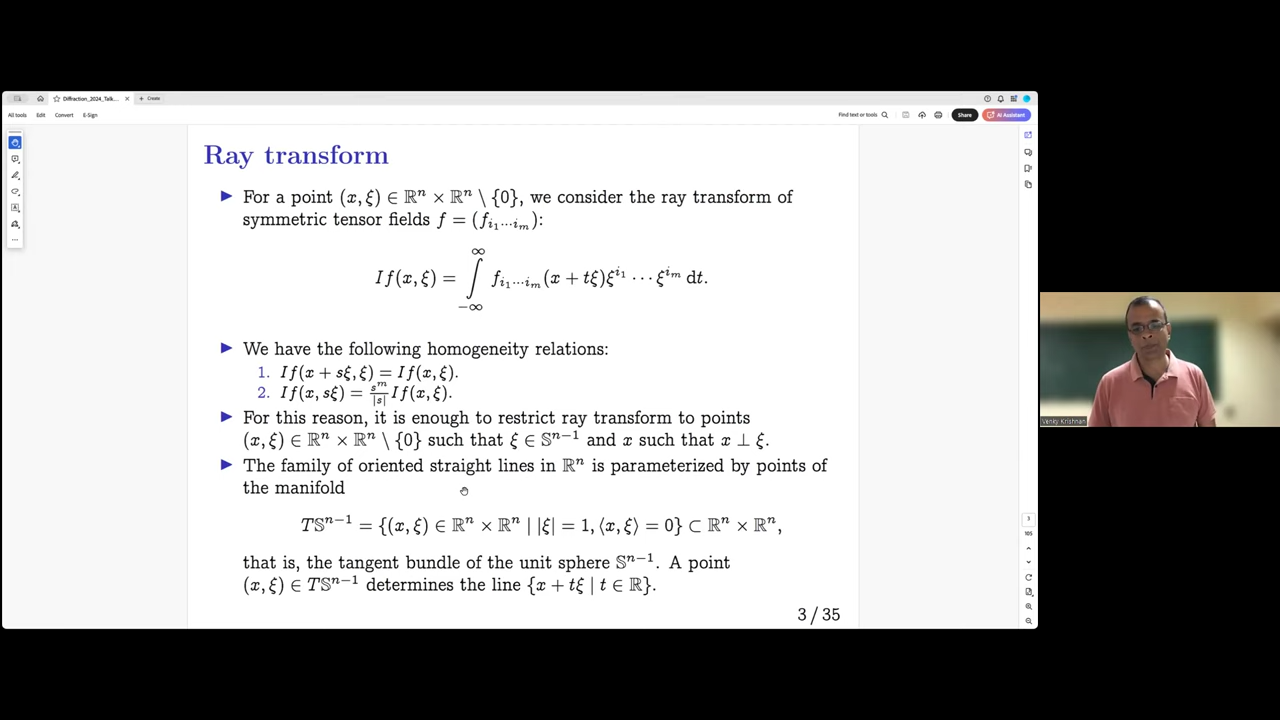 Diffraction_2024_Talk...
Create
All tools Edit Convert E-Sign
Find text or tools
Share
AI Assistant
Ray transform
For a point (x, ξ) ∈ ℝⁿ × ℝⁿ \ {0}, we consider the ray transform of
symmetric tensor fields f = (f_{i₁⋯i_m}):
If(x, ξ) = ∫_{−∞}^{∞} f_{i₁⋯i_m}(x + tξ)ξ^{i₁} ⋯ ξ^{i_m} dt.
We have the following homogeneity relations:
1. If(x + sξ, ξ) = If(x, ξ).
2. If(x, sξ) = \frac{s^m}{|s|} If(x, ξ).
For this reason, it is enough to restrict ray transform to points
(x, ξ) ∈ ℝⁿ × ℝⁿ \ {0} such that ξ ∈ 𝕊ⁿ⁻¹ and x such that x ⊥ ξ.
The family of oriented straight lines in ℝⁿ is parameterized by points of
the manifold
T𝕊ⁿ⁻¹ = {(x, ξ) ∈ ℝⁿ × ℝⁿ | |ξ| = 1, ⟨x, ξ⟩ = 0} ⊂ ℝⁿ × ℝⁿ,
that is, the tangent bundle of the unit sphere 𝕊ⁿ⁻¹. A point
(x, ξ) ∈ T𝕊ⁿ⁻¹ determines the line {x + tξ | t ∈ ℝ}.
3 / 35
3
105
Venky Krishnan